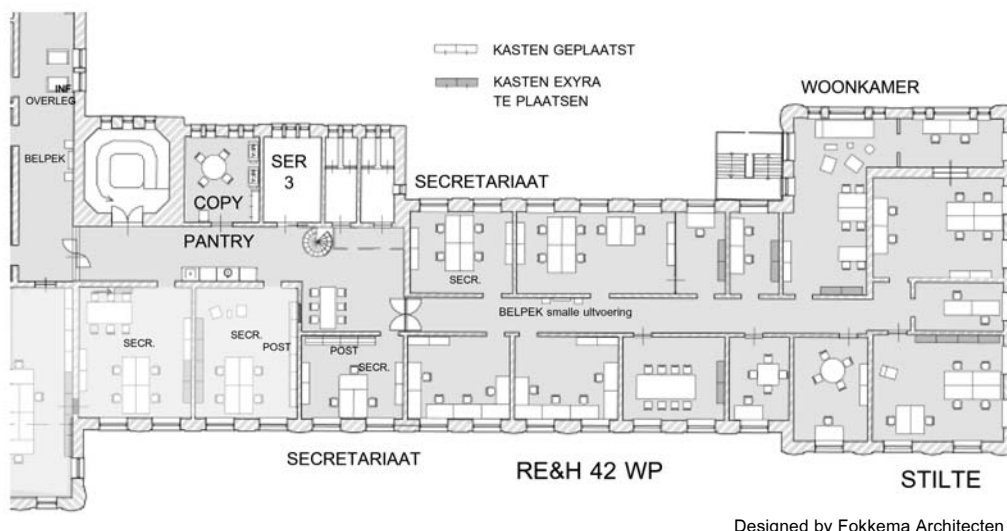 KASTEN GEPLAATST
KASTEN EXYRA
TE PLAATSEN
WOONKAMER
INF.
OVERLEG
BELPEK
SER
3
COPY
PANTRY
SECRETARIAAT
SECR.
BELPEK smalle uitvoering
SECR.
SECR.
POST
POST
SECR.
SECRETARIAAT
RE&H 42 WP
STILTE
Designed by Fokkema Architecten